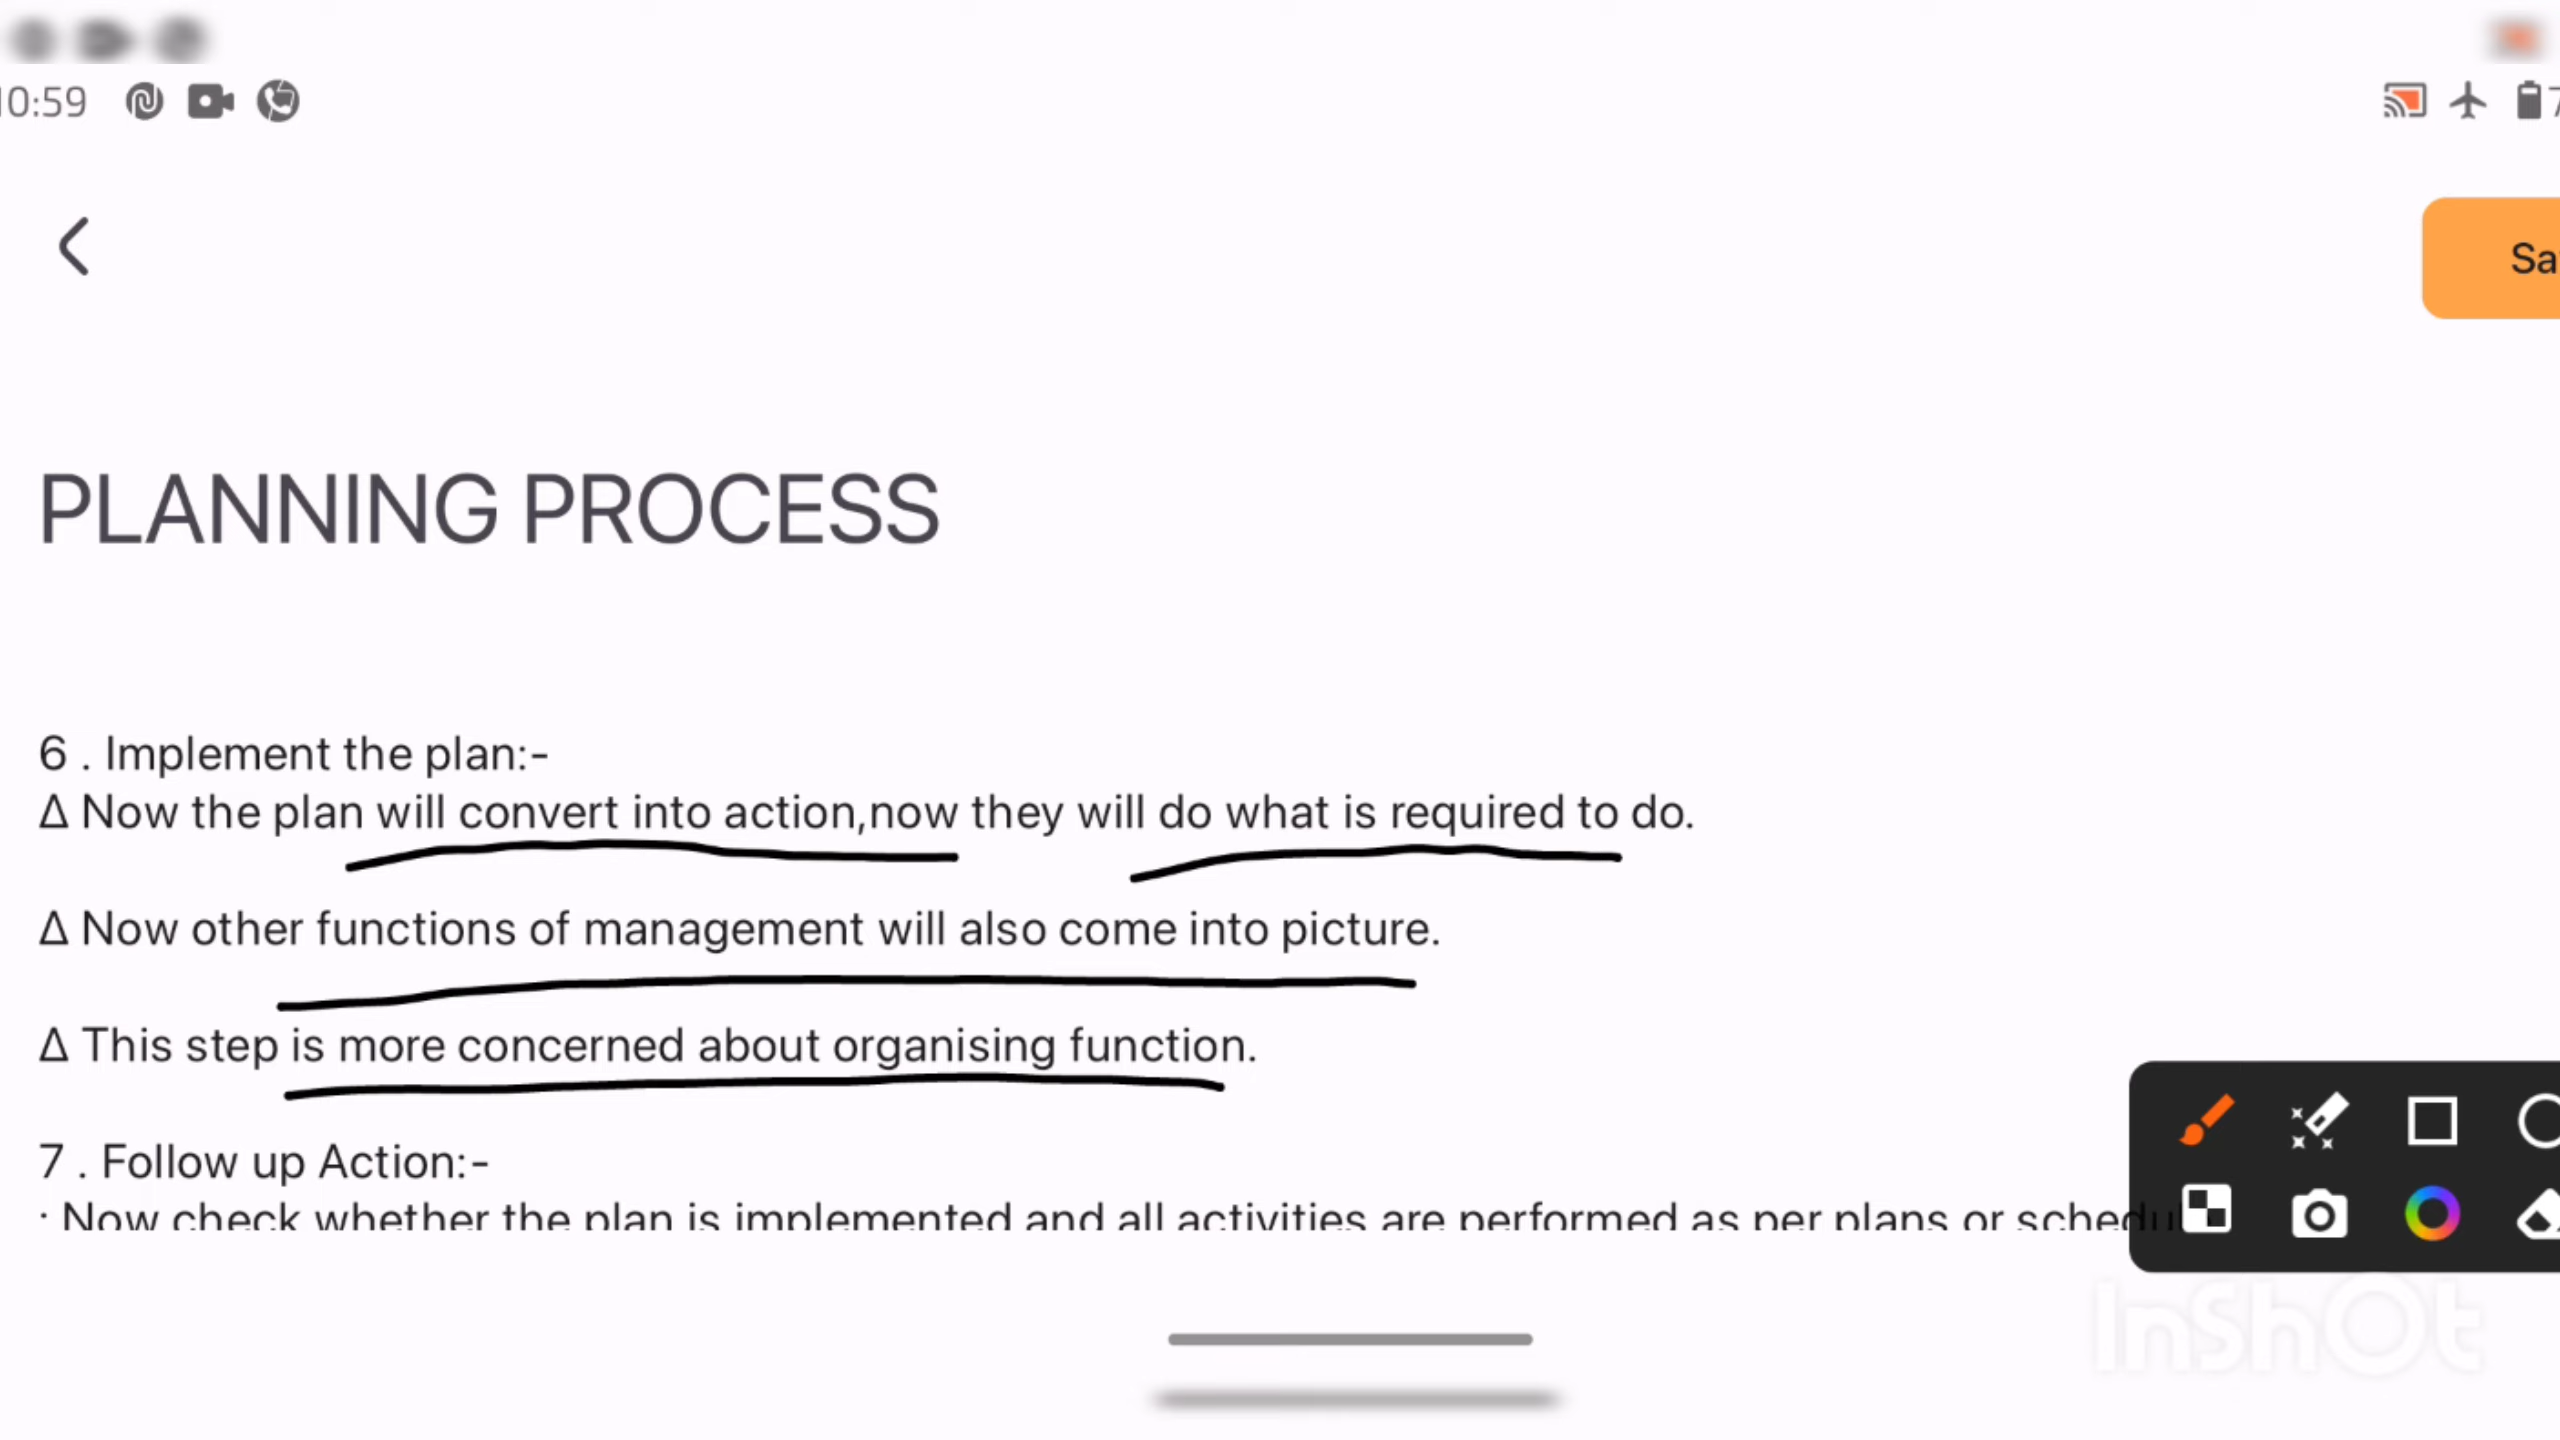 10:59
Sa
PLANNING PROCESS
6 . Implement the plan:-
Δ Now the plan will convert into action,now they will do what is required to do.
Δ Now other functions of management will also come into picture.
Δ This step is more concerned about organising function.
7 . Follow up Action:-
· Now check whether the plan is implemented and all activities are performed as per plans or schedu
InShOt